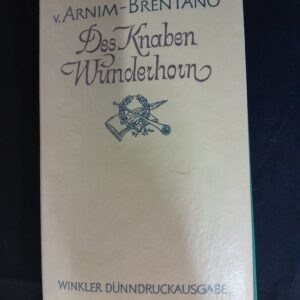 v. ARNIM-BRENTANO
Des Knaben
Wunderhorn
WINKLER DÜNNDRUCKAUSGABE